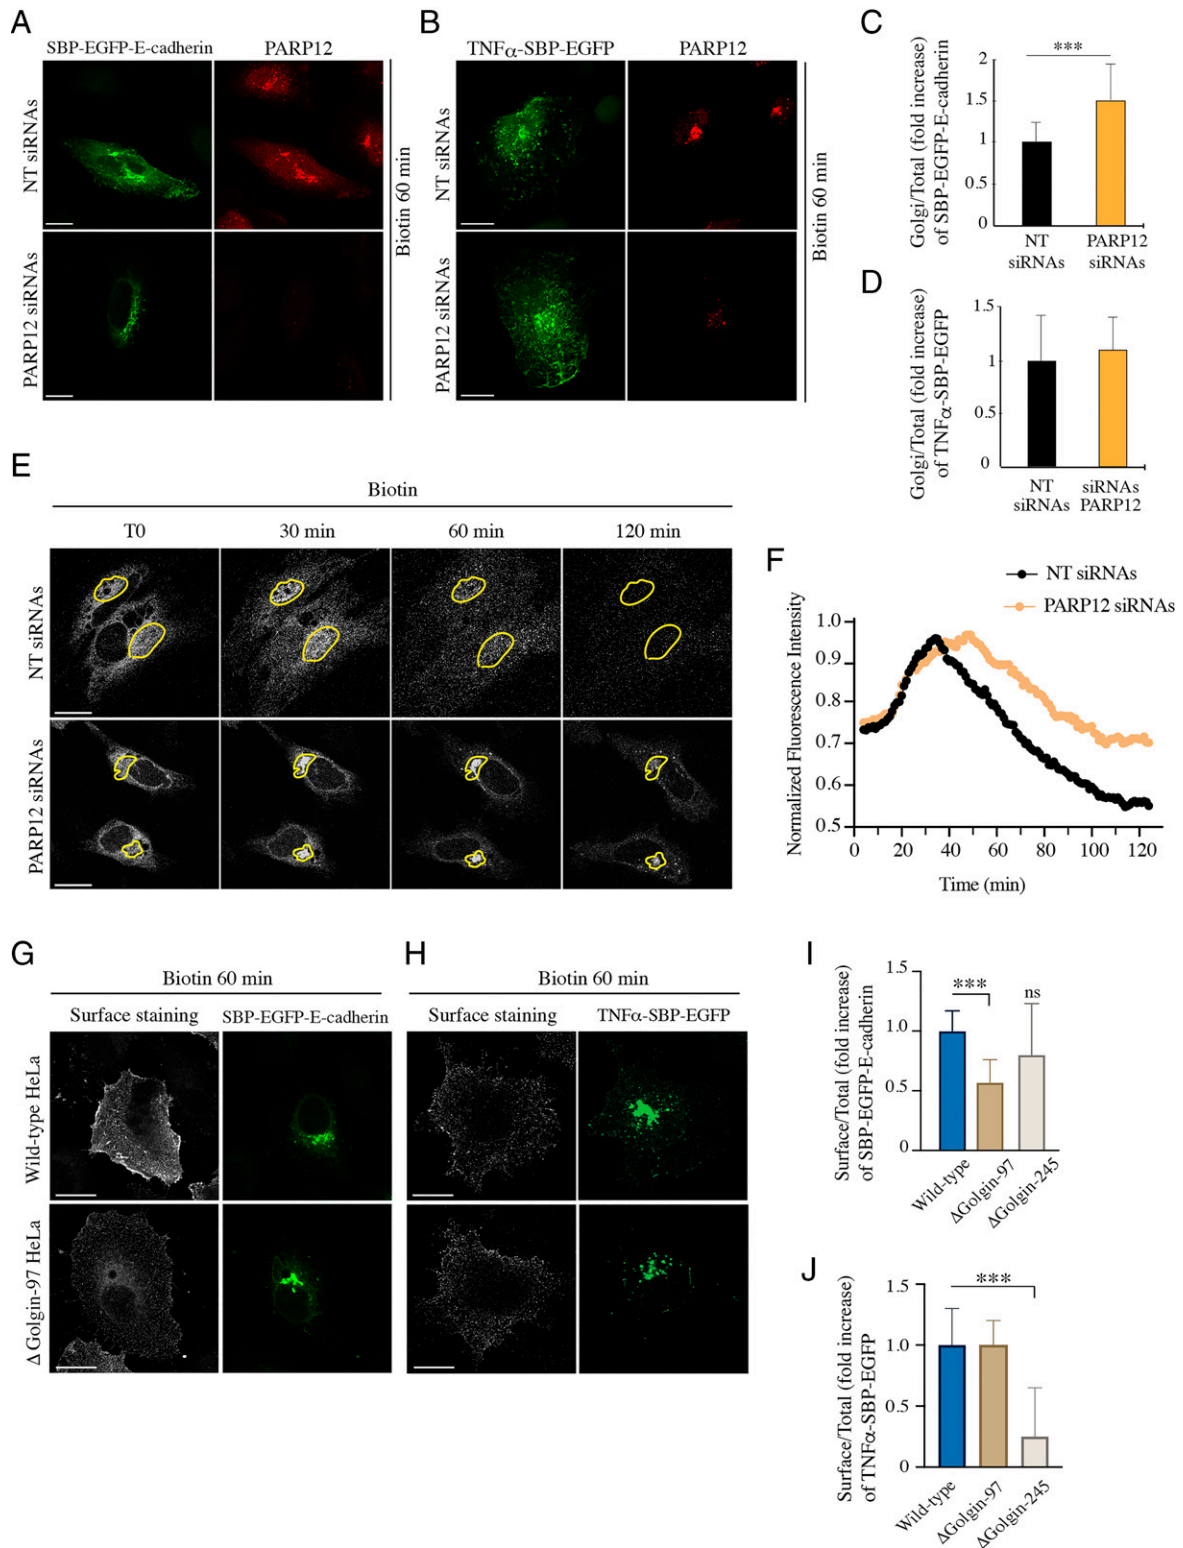 A
SBP-EGFP-E-cadherin
PARP12
NT siRNAs
PARP12 siRNAs
Biotin 60 min
B
TNFα-SBP-EGFP
PARP12
NT siRNAs
PARP12 siRNAs
Biotin 60 min
C
Golgi/Total (fold increase)
of SBP-EGFP-E-cadherin
2
1.5
1
0.5
0
***
NT
siRNAs
PARP12
siRNAs
D
Golgi/Total (fold increase)
of TNFα-SBP-EGFP
1.5
1
0.5
0
NT
siRNAs
siRNAs
PARP12
E
Biotin
T0
30 min
60 min
120 min
NT siRNAs
PARP12 siRNAs
F
NT siRNAs
PARP12 siRNAs
Normalized Fluorescence Intensity
1.0
0.9
0.8
0.7
0.6
0.5
0
20
40
60
80
100
120
Time (min)
G
Biotin 60 min
Surface staining
SBP-EGFP-E-cadherin
Wild-type HeLa
ΔGolgin-97 HeLa
H
Biotin 60 min
Surface staining
TNFα-SBP-EGFP
I
Surface/Total (fold increase)
of SBP-EGFP-E-cadherin
1.5
1.0
0.5
0
***
ns
Wild-type
ΔGolgin-97
ΔGolgin-245
J
Surface/Total (fold increase)
of TNFα-SBP-EGFP
1.5
1.0
0.5
0
***
Wild-type
ΔGolgin-97
ΔGolgin-245